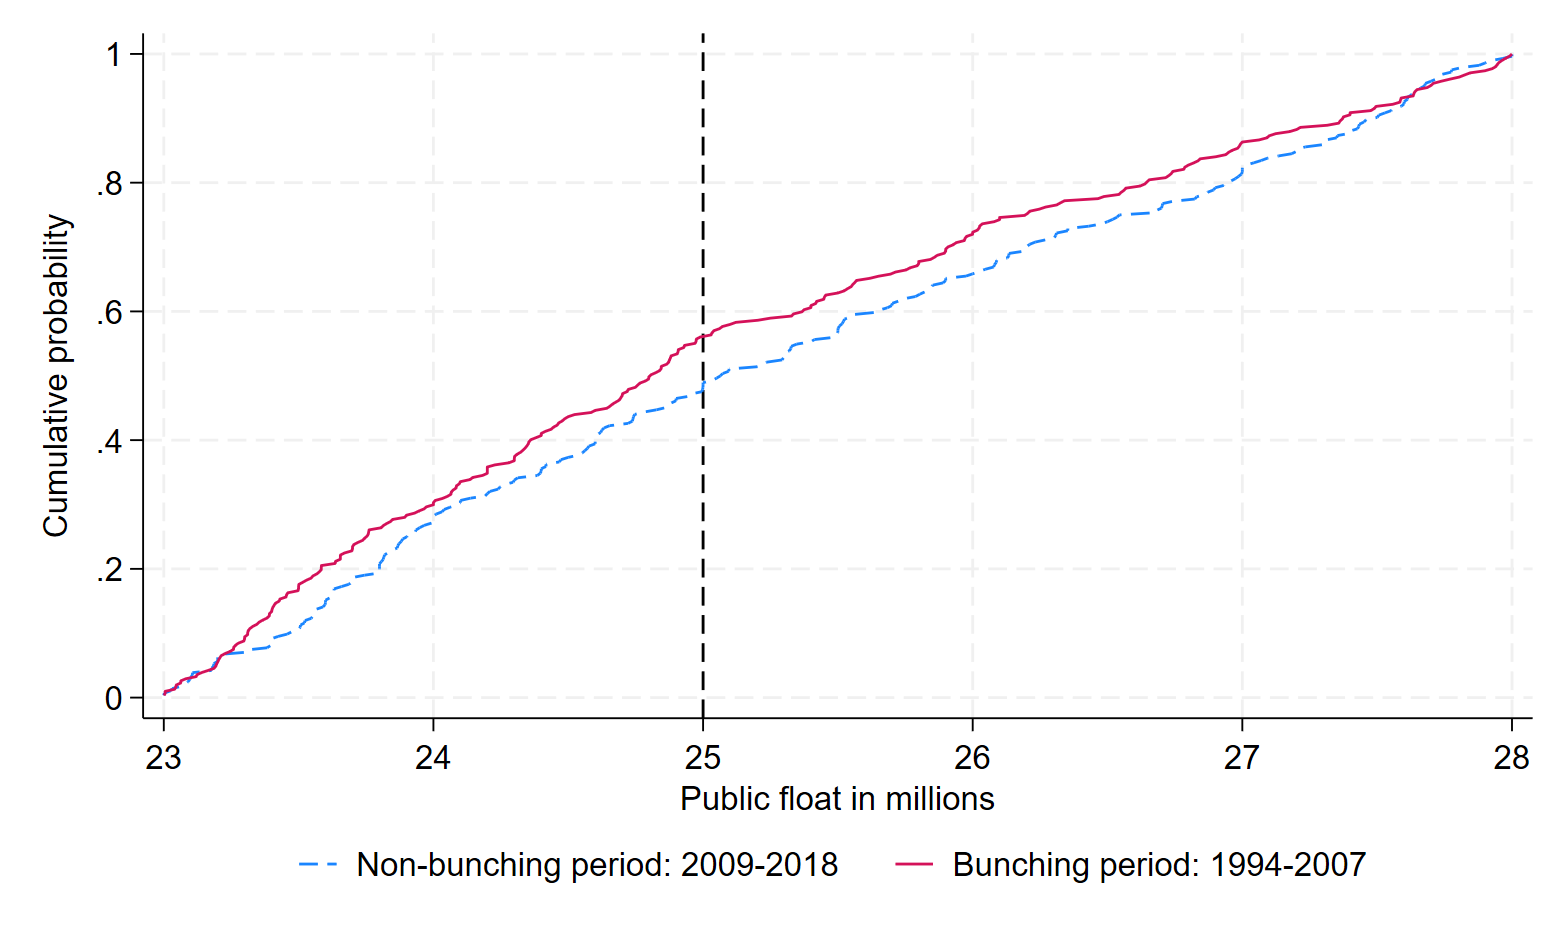 Cumulative probability
1
.8
.6
.4
.2
0
23 24 25 26 27 28
Public float in millions
Non-bunching period: 2009-2018 Bunching period: 1994-2007